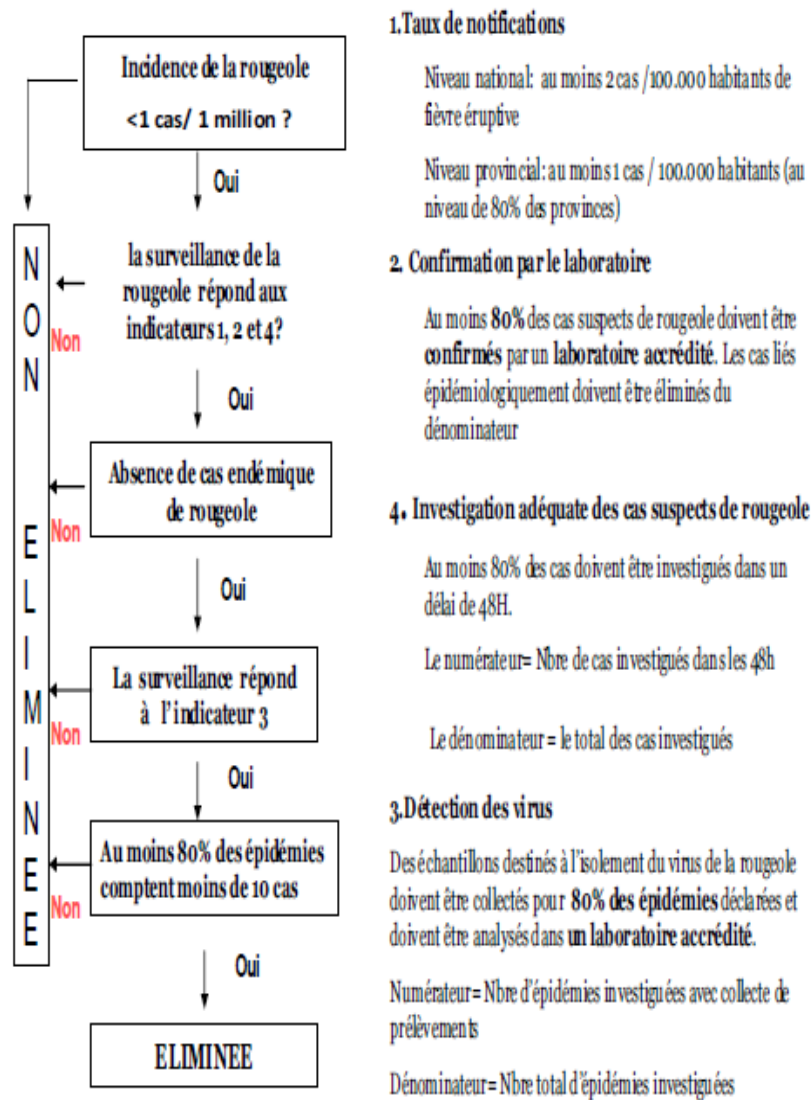 Incidence de la rougeole
<1 cas/ 1 million ?
Oui
la surveillance de la
rougeole répond aux
indicateurs 1, 2 et 4?
Non
Oui
Absence de cas endémique
de rougeole
Non
Oui
La surveillance répond
à l'indicateur 3
Non
Oui
Au moins 80% des épidémies
comptent moins de 10 cas
Non
Oui
ELIMINEE
NON ELIMINEE
1.Taux de notifications
Niveau national: au moins 2 cas /100.000 habitants de
fièvre éruptive
Niveau provincial: au moins 1 cas / 100.000 habitants (au
niveau de 80% des provinces)
2. Confirmation par le laboratoire
Au moins 80% des cas suspects de rougeole doivent être
confirmés par un laboratoire accrédité. Les cas liés
épidémiologiquement doivent être éliminés du
dénominateur
4. Investigation adéquate des cas suspects de rougeole
Au moins 80% des cas doivent être investigués dans un
délai de 48H.
Le numérateur= Nbre de cas investigués dans les 48h
Le dénominateur = le total des cas investigués
3.Détection des virus
Des échantillons destinés à l'isolement du virus de la rougeole
doivent être collectés pour 80% des épidémies déclarées et
doivent être analysés dans un laboratoire accrédité.
Numérateur= Nbre d'épidémies investiguées avec collecte de
prélèvements
Dénominateur= Nbre total d'épidémies investiguées